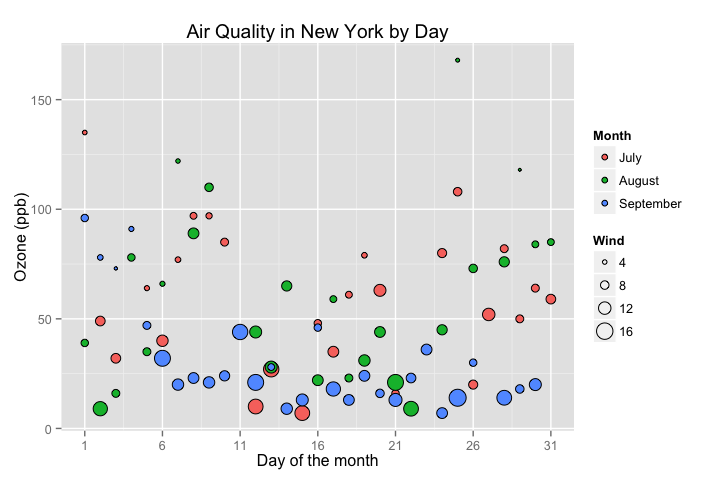 Air Quality in New York by Day
Ozone (ppb)
150
100
50
0
1 6 11 16 21 26 31
Day of the month
Month
July
August
September
Wind
4
8
12
16